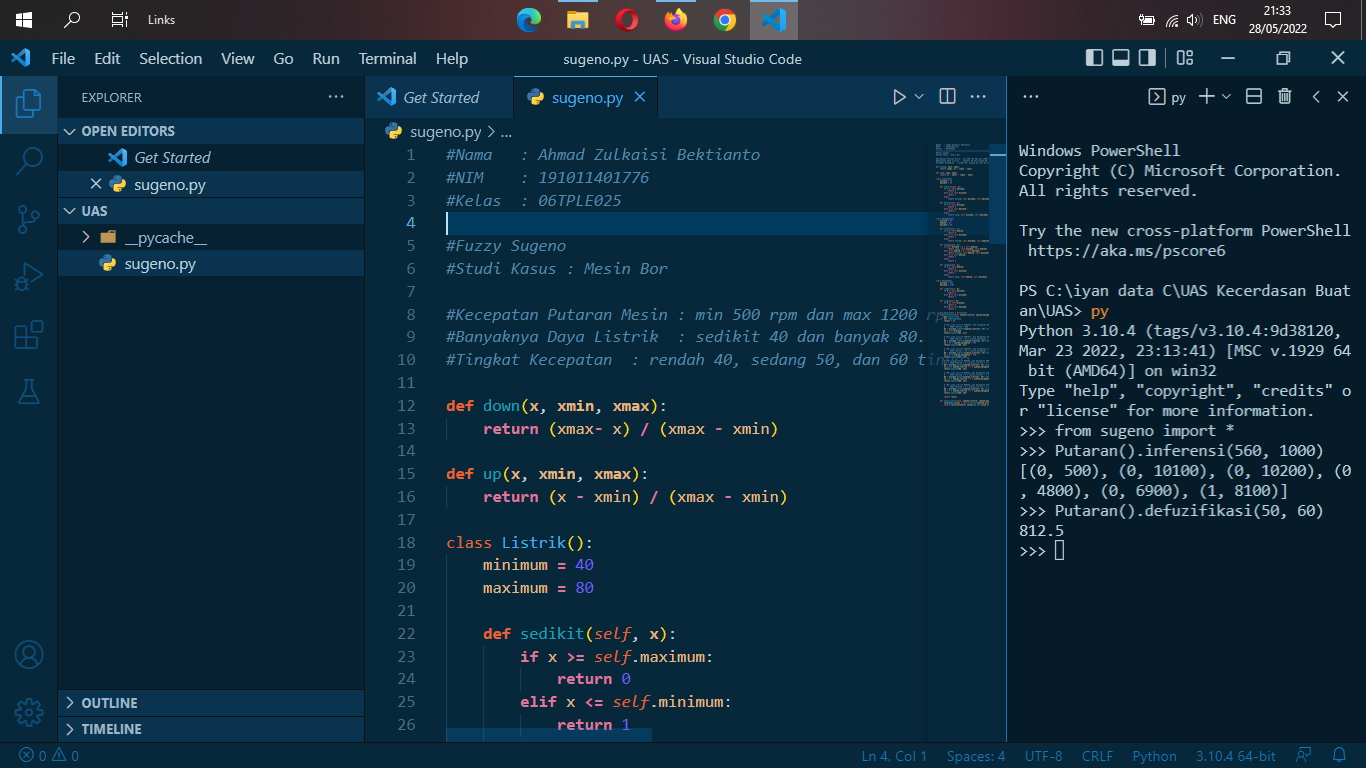 Links
ENG
21:33
28/05/2022
File Edit Selection View Go Run Terminal Help
sugeno.py - UAS - Visual Studio Code
EXPLORER
OPEN EDITORS
Get Started
sugeno.py
UAS
__pycache__
sugeno.py
OUTLINE
TIMELINE
Get Started
sugeno.py
sugeno.py > ...
1 #Nama   : Ahmad Zulkaisi Bektianto
2 #NIM    : 191011401776
3 #Kelas  : 06TPLE025
4
5 #Fuzzy Sugeno
6 #Studi Kasus : Mesin Bor
7
8 #Kecepatan Putaran Mesin : min 500 rpm dan max 1200 rpm
9 #Banyaknya Daya Listrik  : sedikit 40 dan banyak 80.
10 #Tingkat Kecepatan  : rendah 40, sedang 50, dan 60 tin
11
12 def down(x, xmin, xmax):
13     return (xmax- x) / (xmax - xmin)
14
15 def up(x, xmin, xmax):
16     return (x - xmin) / (xmax - xmin)
17
18 class Listrik():
19     minimum = 40
20     maximum = 80
21
22     def sedikit(self, x):
23         if x >= self.maximum:
24             return 0
25         elif x <= self.minimum:
26             return 1
py
Windows PowerShell
Copyright (C) Microsoft Corporation.
All rights reserved.
Try the new cross-platform PowerShell
 https://aka.ms/pscore6
PS C:\iyan data C\UAS Kecerdasan Buat
an\UAS> py
Python 3.10.4 (tags/v3.10.4:9d38120,
Mar 23 2022, 23:13:41) [MSC v.1929 64
 bit (AMD64)] on win32
Type "help", "copyright", "credits" o
r "license" for more information.
>>> from sugeno import *
>>> Putaran().inferensi(560, 1000)
[(0, 500), (0, 10100), (0, 10200), (0
, 4800), (0, 6900), (1, 8100)]
>>> Putaran().defuzifikasi(50, 60)
812.5
>>>
0 0
Ln 4, Col 1 Spaces: 4 UTF-8 CRLF Python 3.10.4 64-bit